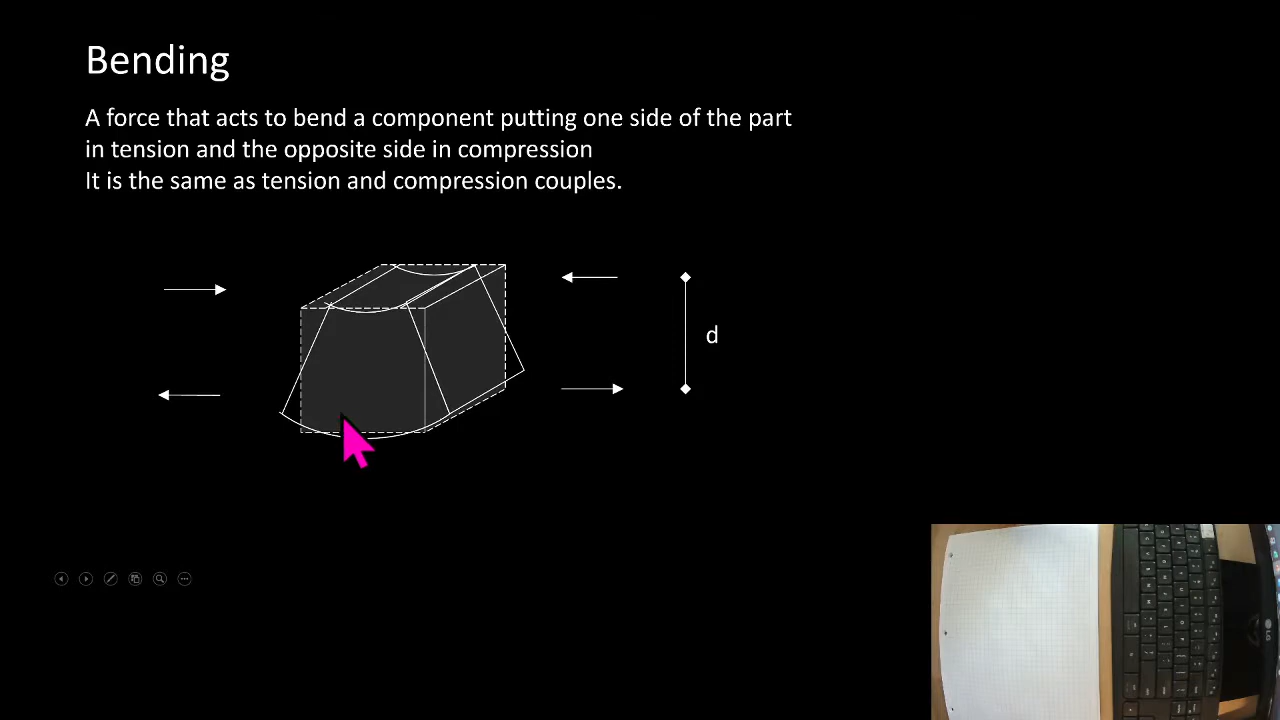 Bending
A force that acts to bend a component putting one side of the part
in tension and the opposite side in compression
It is the same as tension and compression couples.
d
LG